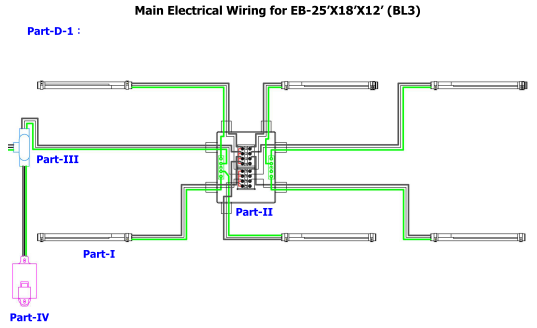 Main Electrical Wiring for EB-25’X18’X12’ (BL3)
Part-D-1 :
Part-III
Part-II
Part-I
Part-IV